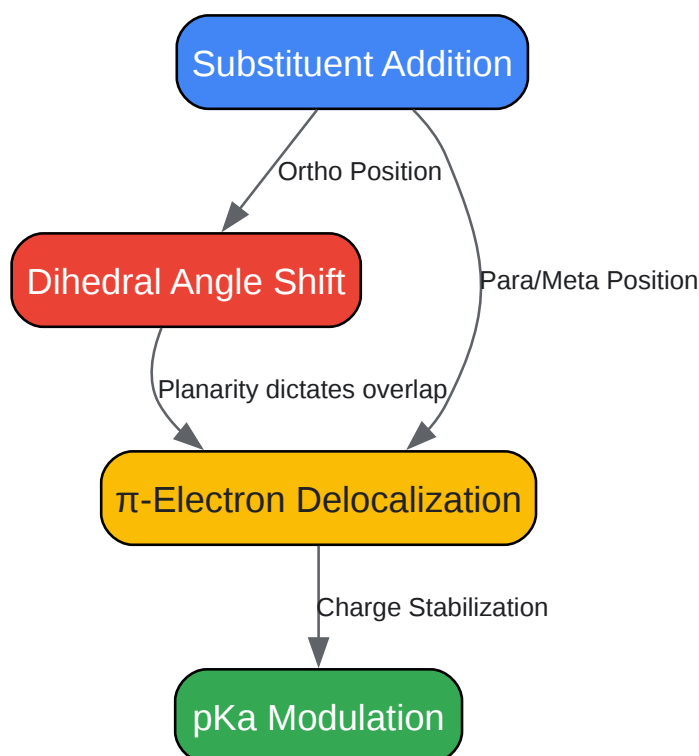 Substituent Addition
Ortho Position
Dihedral Angle Shift
Para/Meta Position
Planarity dictates overlap
π-Electron Delocalization
Charge Stabilization
pKa Modulation